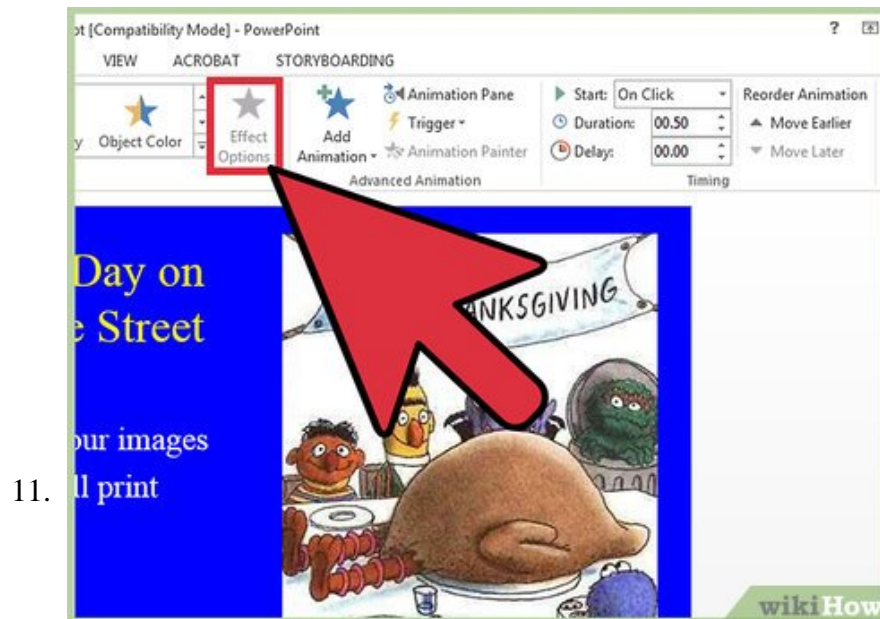 pt [Compatibility Mode] - PowerPoint ?
VIEW ACROBAT STORYBOARDING
y Object Color
Effect
Options
Add
Animation
Animation Pane
Trigger
Animation Painter
Advanced Animation
Start: On Click
Duration: 00.50
Delay: 00.00
Timing
Reorder Animation
Move Earlier
Move Later
Day on
e Street
our images
ll print
NKSGIVING
11.
wikiHow